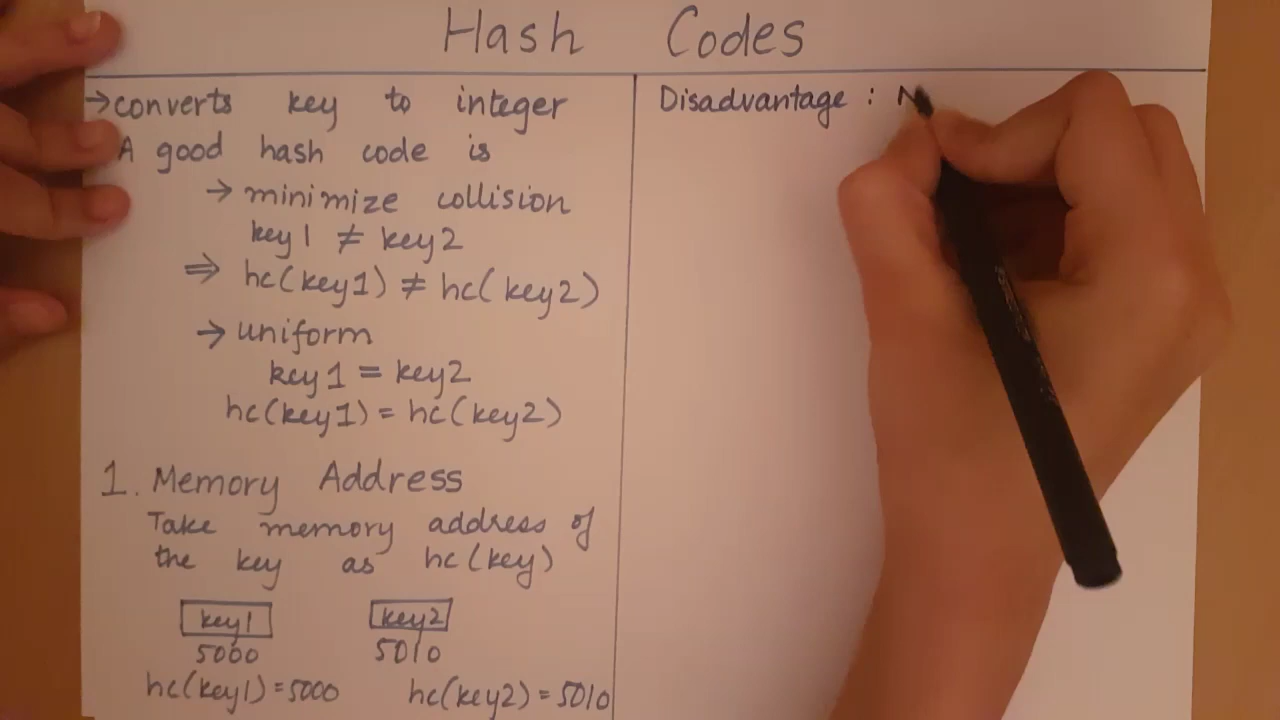 Hash Codes
→converts key to integer
A good hash code is
→ minimize collision
key1 ≠ key2
⇒ hc(key1) ≠ hc(key2)
→ uniform
key1 = key2
hc(key1) = hc(key2)
1. Memory Address
Take memory address of
the key as hc(key)
key1 key2
5000 5010
hc(key1)=5000 hc(key2)=5010
Disadvantage : N